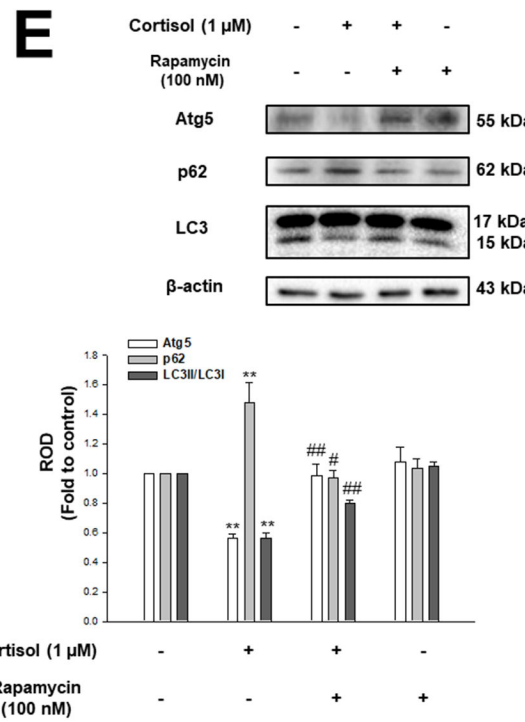 E
Cortisol (1 μM) - + + -
Rapamycin
(100 nM) - - + +
Atg5 55 kDa
p62 62 kDa
LC3 17 kDa
15 kDa
β-actin 43 kDa
Atg5
p62
LC3II/LC3I
ROD
(Fold to control)
1.8
1.6
1.4
1.2
1.0
0.8
0.6
0.4
0.2
0.0
** ** **
## # ##
rtisol (1 μM) - + + -
Rapamycin
(100 nM) - - + +